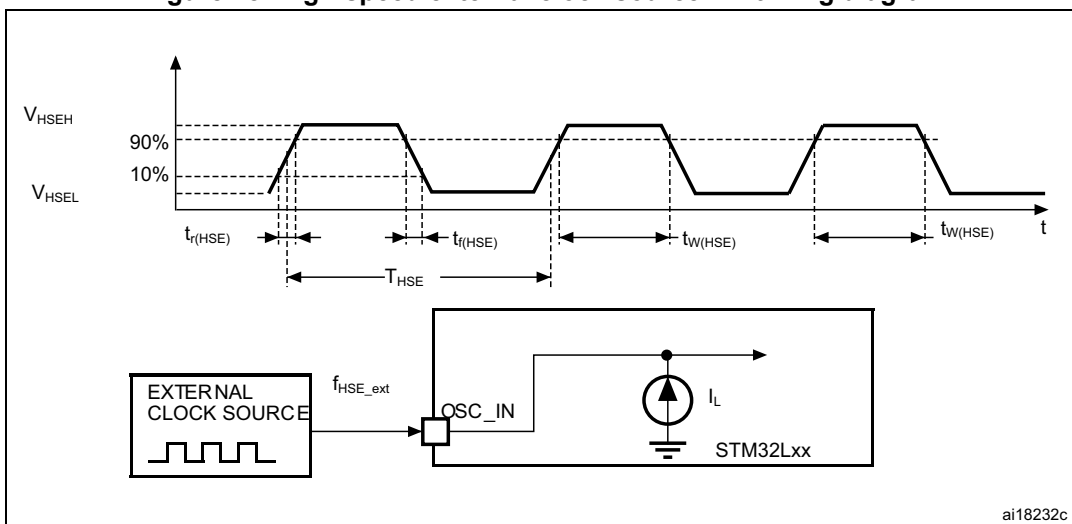 V_HSEH
90%
10%
V_HSEL
t_r(HSE)
t_f(HSE)
t_W(HSE)
t_W(HSE)
t
T_HSE
EXTERNAL
CLOCK SOURCE
f_HSE_ext
OSC_IN
I_L
STM32Lxx
ai18232c